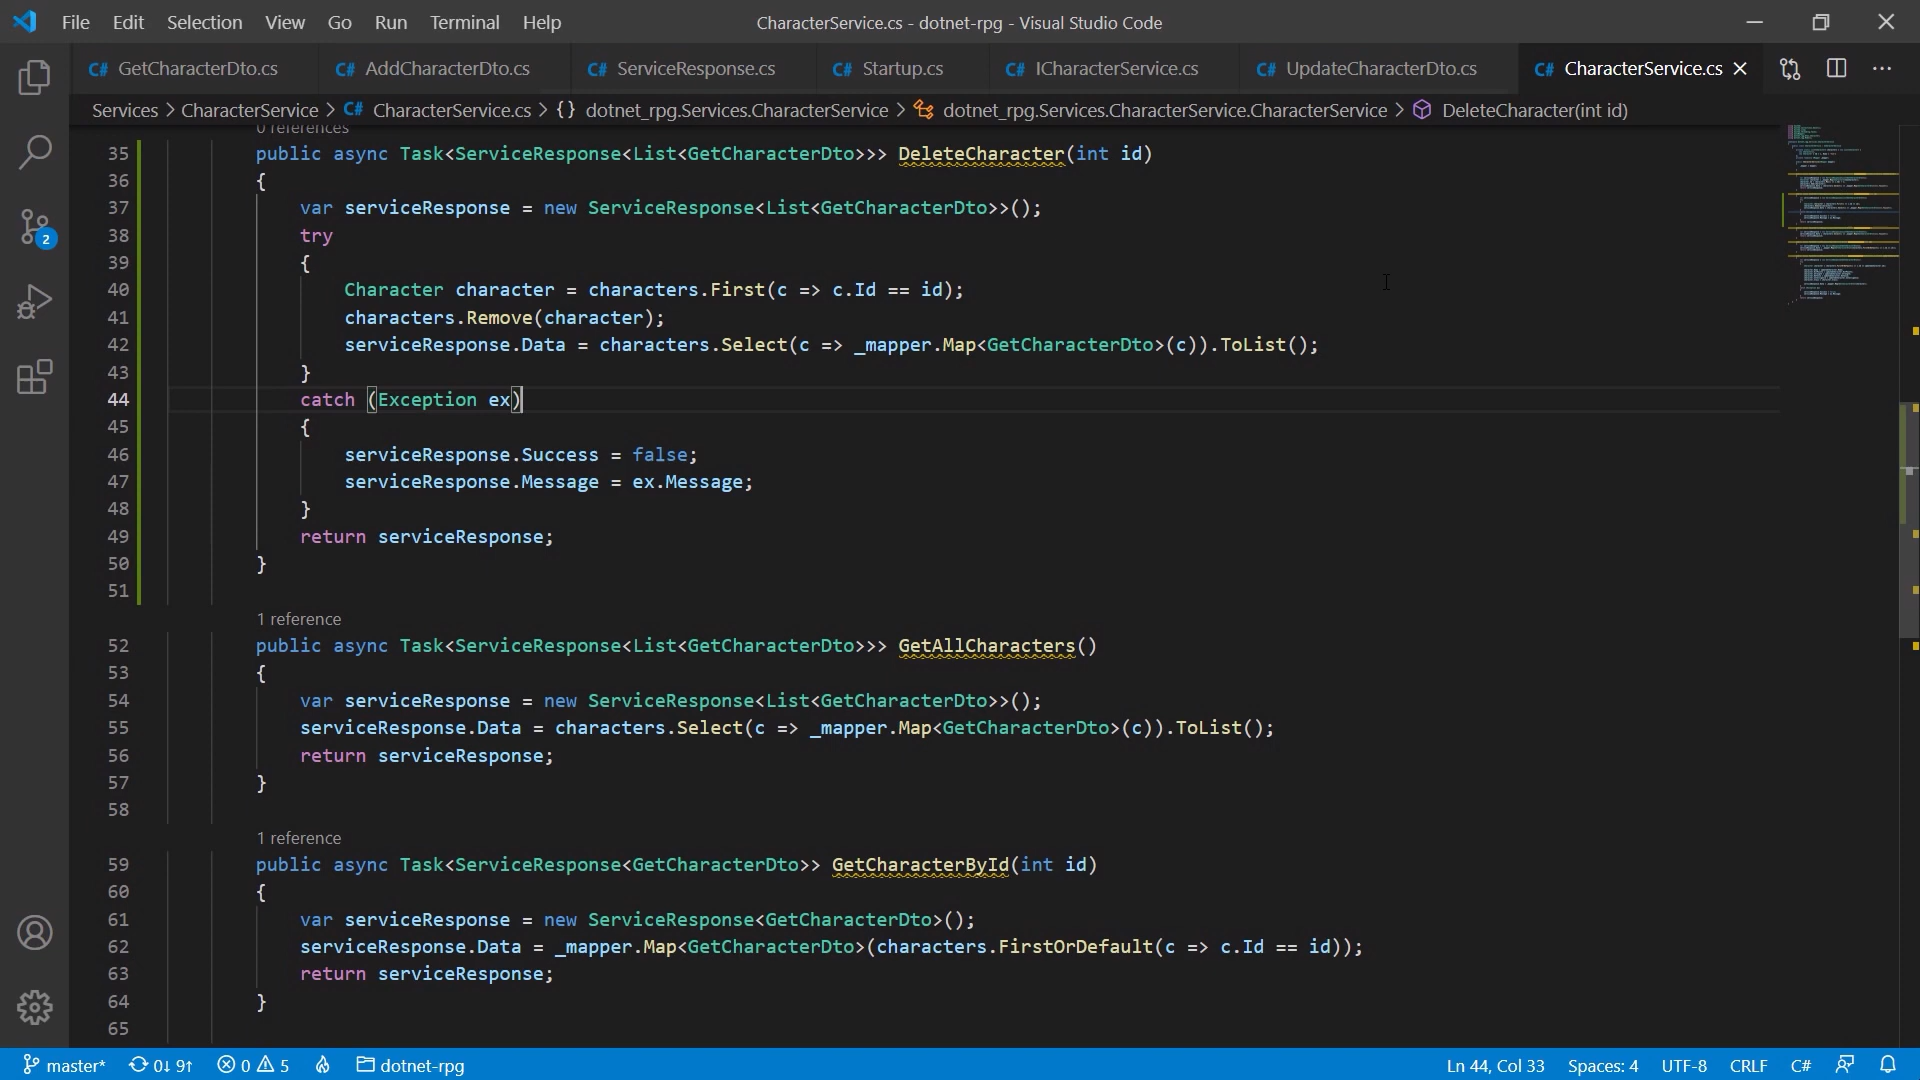 File Edit Selection View Go Run Terminal Help CharacterService.cs - dotnet-rpg - Visual Studio Code
C# GetCharacterDto.cs C# AddCharacterDto.cs C# ServiceResponse.cs C# Startup.cs C# ICharacterService.cs C# UpdateCharacterDto.cs C# CharacterService.cs
Services > CharacterService > C# CharacterService.cs > {} dotnet_rpg.Services.CharacterService > dotnet_rpg.Services.CharacterService.CharacterService > DeleteCharacter(int id)
0 references
35 public async Task<ServiceResponse<List<GetCharacterDto>>> DeleteCharacter(int id)
36 {
37 var serviceResponse = new ServiceResponse<List<GetCharacterDto>>();
38 try
39 {
40 Character character = characters.First(c => c.Id == id);
41 characters.Remove(character);
42 serviceResponse.Data = characters.Select(c => _mapper.Map<GetCharacterDto>(c)).ToList();
43 }
44 catch (Exception ex)
45 {
46 serviceResponse.Success = false;
47 serviceResponse.Message = ex.Message;
48 }
49 return serviceResponse;
50 }
51
1 reference
52 public async Task<ServiceResponse<List<GetCharacterDto>>> GetAllCharacters()
53 {
54 var serviceResponse = new ServiceResponse<List<GetCharacterDto>>();
55 serviceResponse.Data = characters.Select(c => _mapper.Map<GetCharacterDto>(c)).ToList();
56 return serviceResponse;
57 }
58
1 reference
59 public async Task<ServiceResponse<GetCharacterDto>> GetCharacterById(int id)
60 {
61 var serviceResponse = new ServiceResponse<GetCharacterDto>();
62 serviceResponse.Data = _mapper.Map<GetCharacterDto>(characters.FirstOrDefault(c => c.Id == id));
63 return serviceResponse;
64 }
65
2
master* 0↓ 9↑ 0 5 dotnet-rpg Ln 44, Col 33 Spaces: 4 UTF-8 CRLF C#